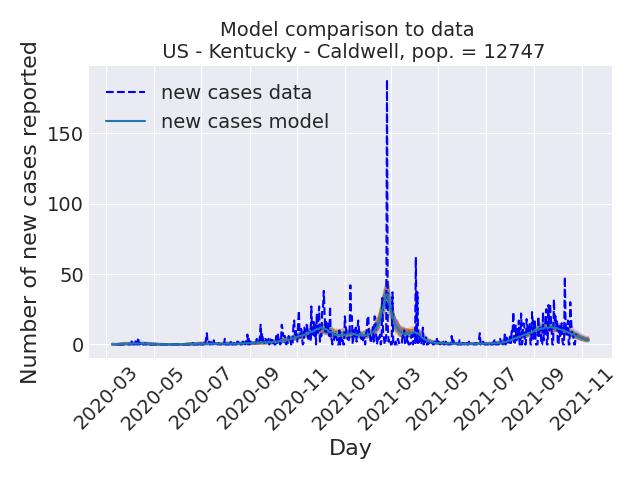 Model comparison to data
US - Kentucky - Caldwell, pop. = 12747
Number of new cases reported
new cases data
new cases model
150
100
50
0
2020-03
2020-05
2020-07
2020-09
2020-11
2021-01
2021-03
2021-05
2021-07
2021-09
2021-11
Day